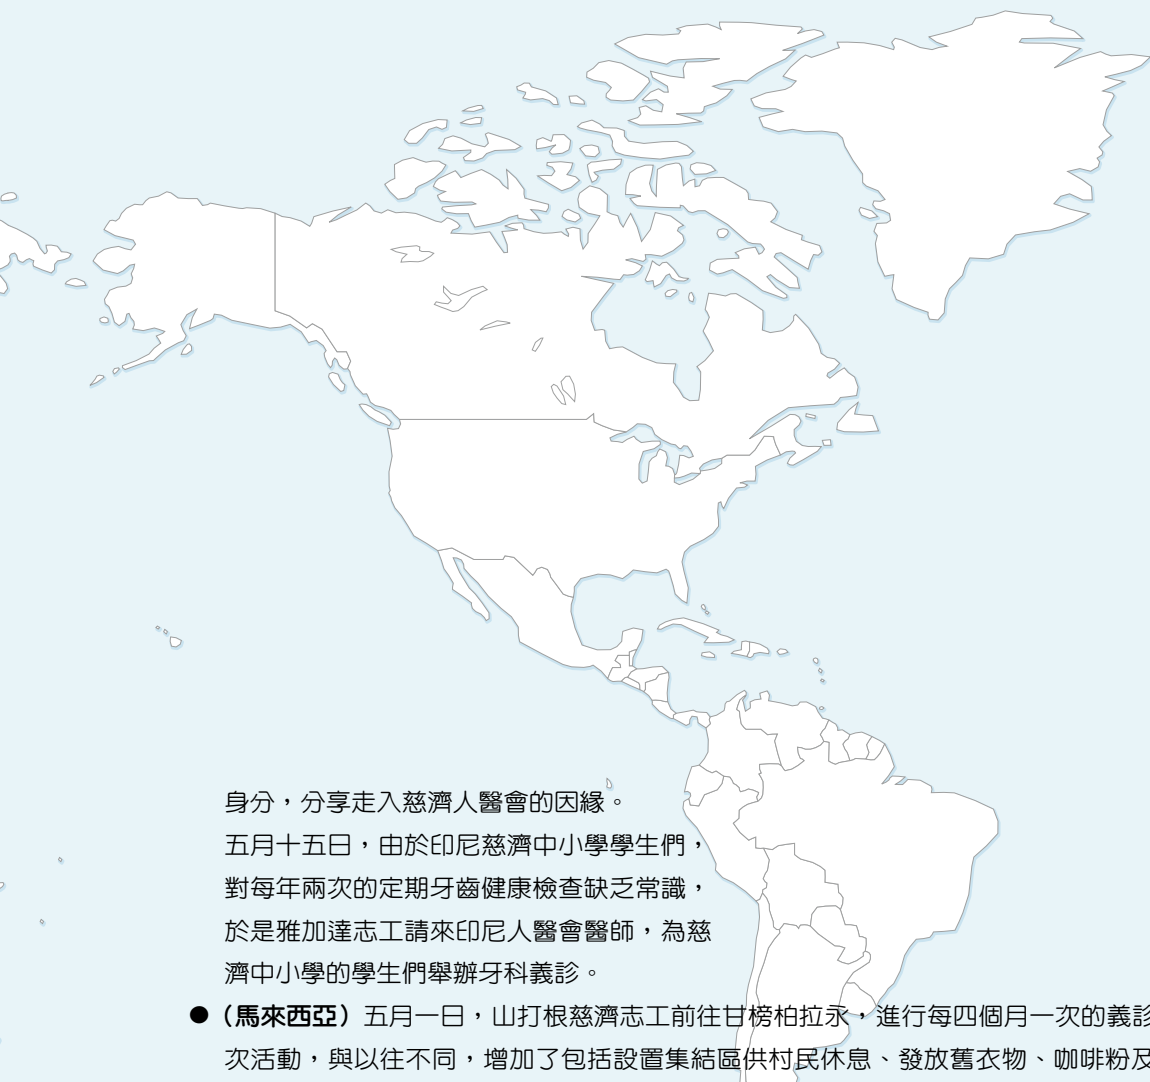 身分，分享走入慈濟人醫會的因緣。
五月十五日，由於印尼慈濟中小學學生們，
對每年兩次的定期牙齒健康檢查缺乏常識，
於是雅加達志工請來印尼人醫會醫師，為慈
濟中小學的學生們舉辦牙科義診。
●（馬來西亞）五月一日，山打根慈濟志工前往甘榜柏拉永，進行每四個月一次的義診
次活動，與以往不同，增加了包括設置集結區供村民休息、發放舊衣物、咖啡粉及